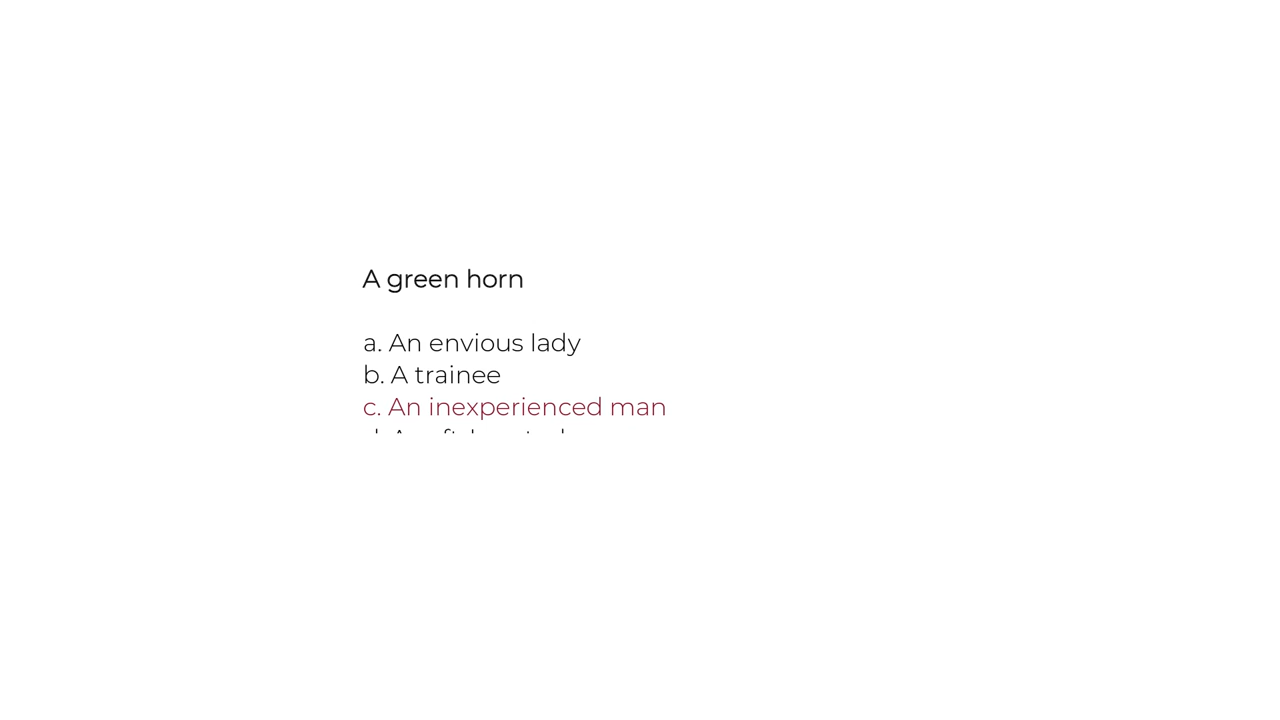 A green horn
a. An envious lady
b. A trainee
c. An inexperienced man